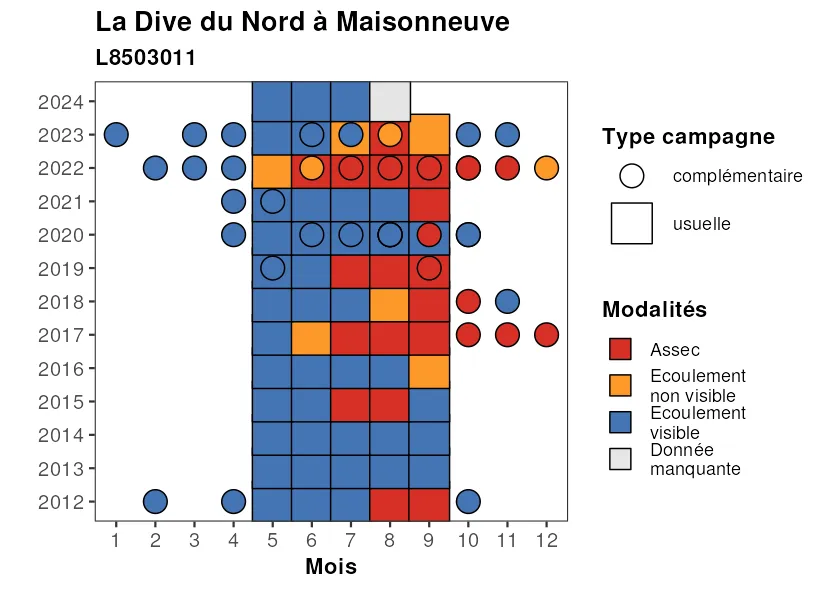 La Dive du Nord à Maisonneuve
L8503011
2024
2023
2022
2021
2020
2019
2018
2017
2016
2015
2014
2013
2012
1 2 3 4 5 6 7 8 9 10 11 12
Mois
Type campagne
complémentaire
usuelle
Modalités
Assec
Ecoulement
non visible
Ecoulement
visible
Donnée
manquante